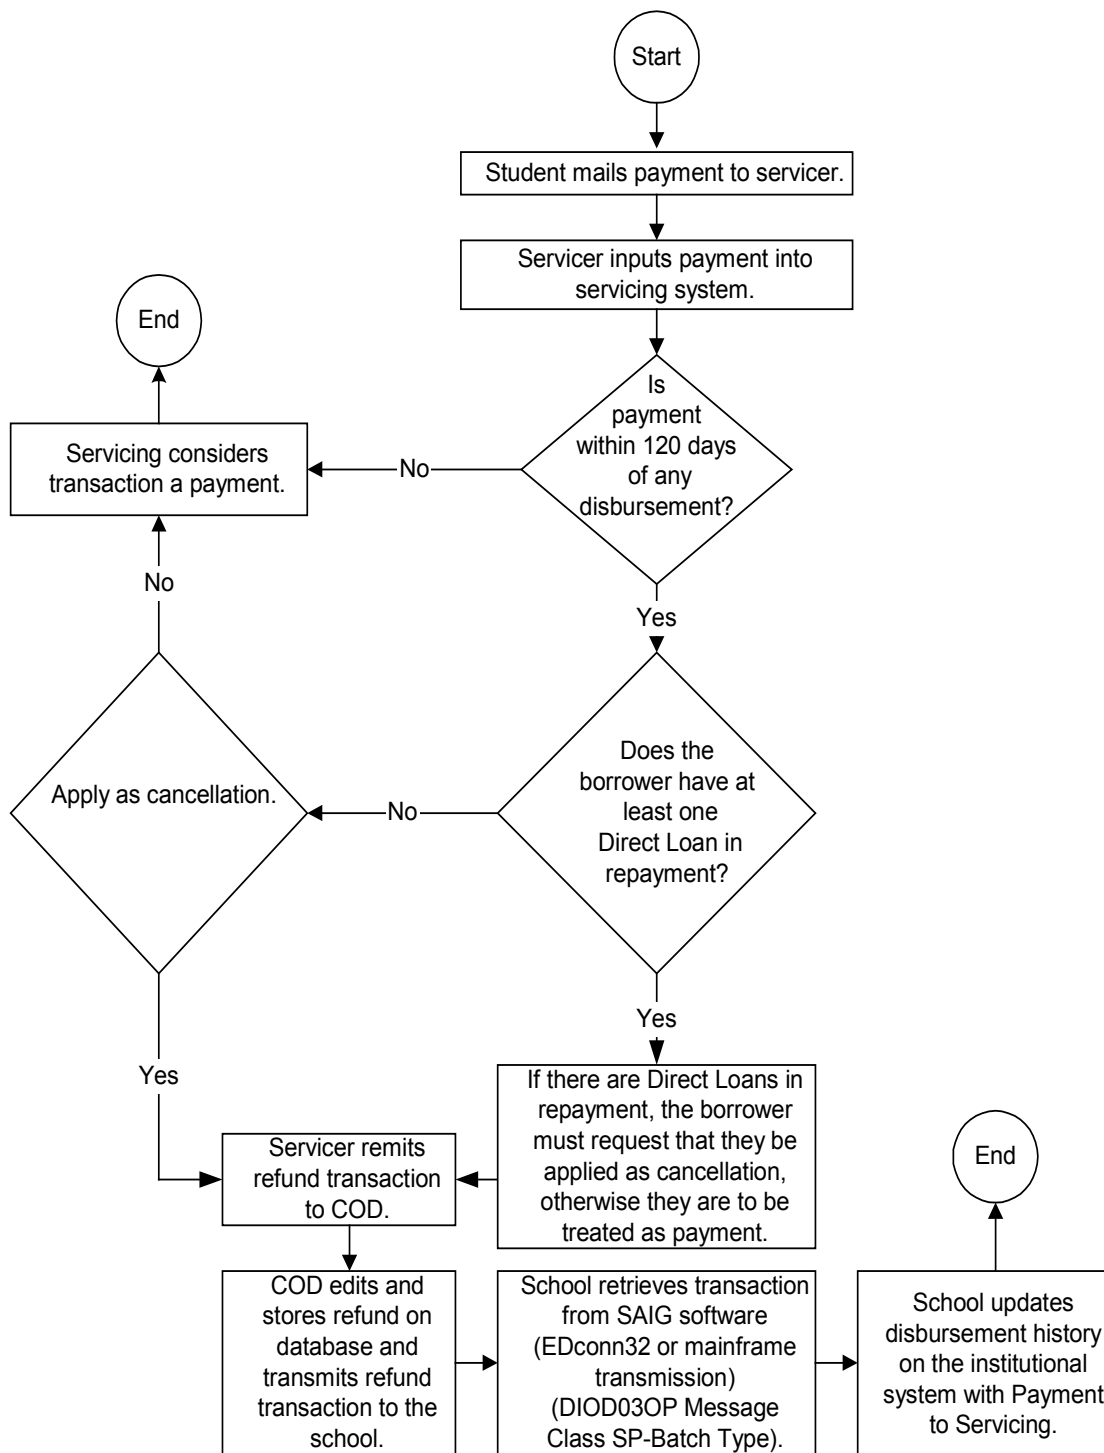 Start
Student mails payment to servicer.
Servicer inputs payment into
servicing system.
End
Is
payment
within 120 days
of any
disbursement?
No
Servicing considers
transaction a payment.
No
Yes
Does the
borrower have at
least one
Direct Loan in
repayment?
No
Apply as cancellation.
Yes
Yes
If there are Direct Loans in
repayment, the borrower
must request that they be
applied as cancellation,
otherwise they are to be
treated as payment.
Servicer remits
refund transaction
to COD.
End
COD edits and
stores refund on
database and
transmits refund
transaction to the
school.
School retrieves transaction
from SAIG software
(EDconn32 or mainframe
transmission)
(DIOD03OP Message
Class SP-Batch Type).
School updates
disbursement history
on the institutional
system with Payment
to Servicing.